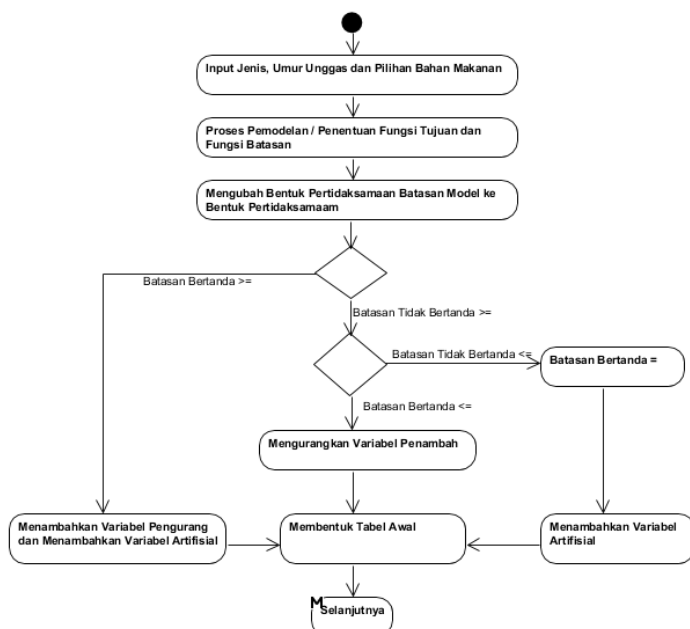 Input Jenis, Umur Unggas dan Pilihan Bahan Makanan
Proses Pemodelan / Penentuan Fungsi Tujuan dan
Fungsi Batasan
Mengubah Bentuk Pertidaksamaan Batasan Model ke
Bentuk Pertidaksamaam
Batasan Bertanda >=
Batasan Tidak Bertanda >=
Batasan Tidak Bertanda <=
Batasan Bertanda =
Batasan Bertanda <=
Mengurangkan Variabel Penambah
Menambahkan Variabel Pengurang
dan Menambahkan Variabel Artifisial
Membentuk Tabel Awal
Menambahkan Variabel
Artifisial
M
Selanjutnya